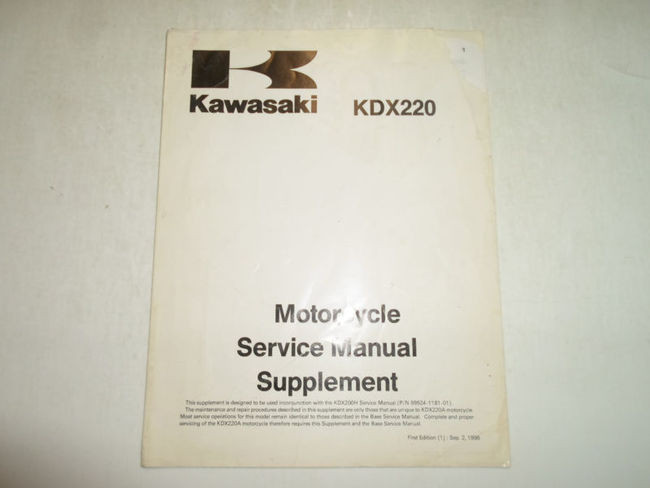 1
Kawasaki KDX220
Motorcycle
Service Manual
Supplement
This supplement is designed to be used inconjunction with the KDX200H Service Manual (P/N 99924-1181-01).
The maintenance and repair procedures described in this supplement are only those that are unique to KDX220A motorcycle.
Most service operations for this model remain identical to those described in the Base Service Manual. Complete and proper
servicing of the KDX220A motorcycle therefore requires this Supplement and the Base Service Manual.
First Edition (1) : Sep. 2, 1996